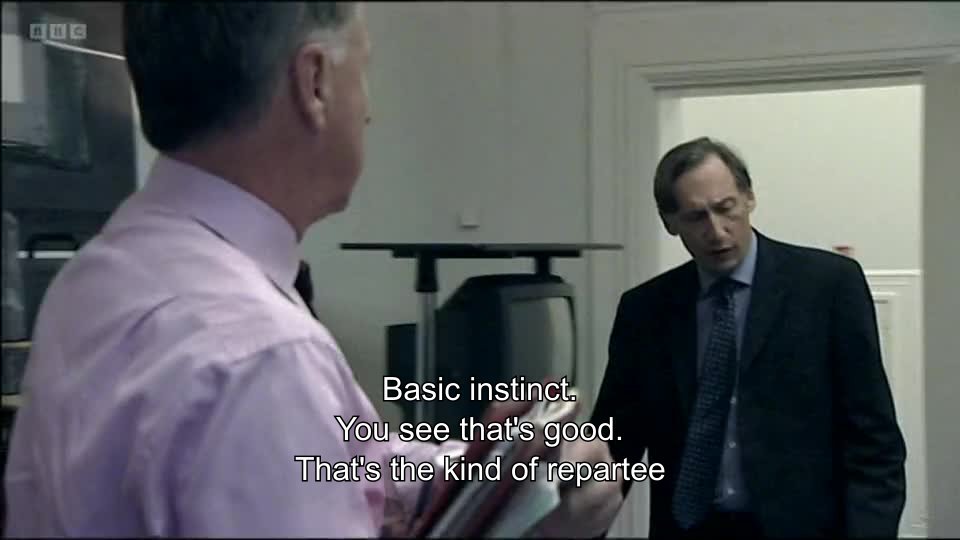 BBC
Basic instinct.
You see that's good.
That's the kind of repartee